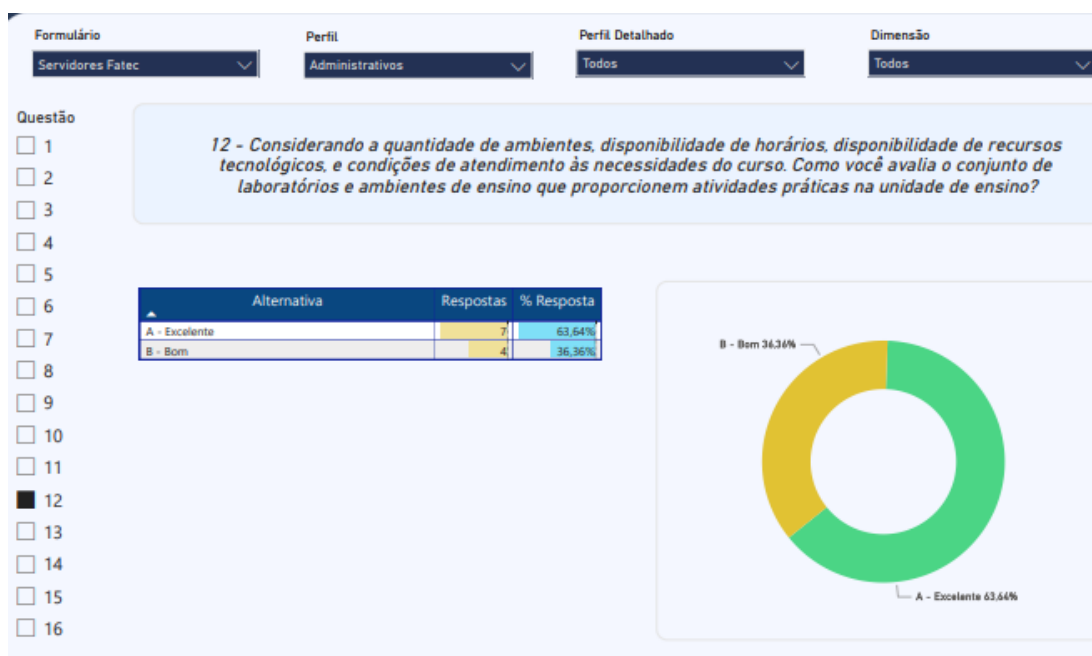 Formulário
Perfil
Perfil Detalhado
Dimensão
Servidores Fatec
Administrativos
Todos
Todos
Questão
1
2
3
4
5
6
7
8
9
10
11
12
13
14
15
16
12 - Considerando a quantidade de ambientes, disponibilidade de horários, disponibilidade de recursos
tecnológicos, e condições de atendimento às necessidades do curso. Como você avalia o conjunto de
laboratórios e ambientes de ensino que proporcionem atividades práticas na unidade de ensino?
Alternativa Respostas % Resposta
A - Excelente 7 63,64%
B - Bom 4 36,36%
B - Bom 36,36%
A - Excelente 63,64%